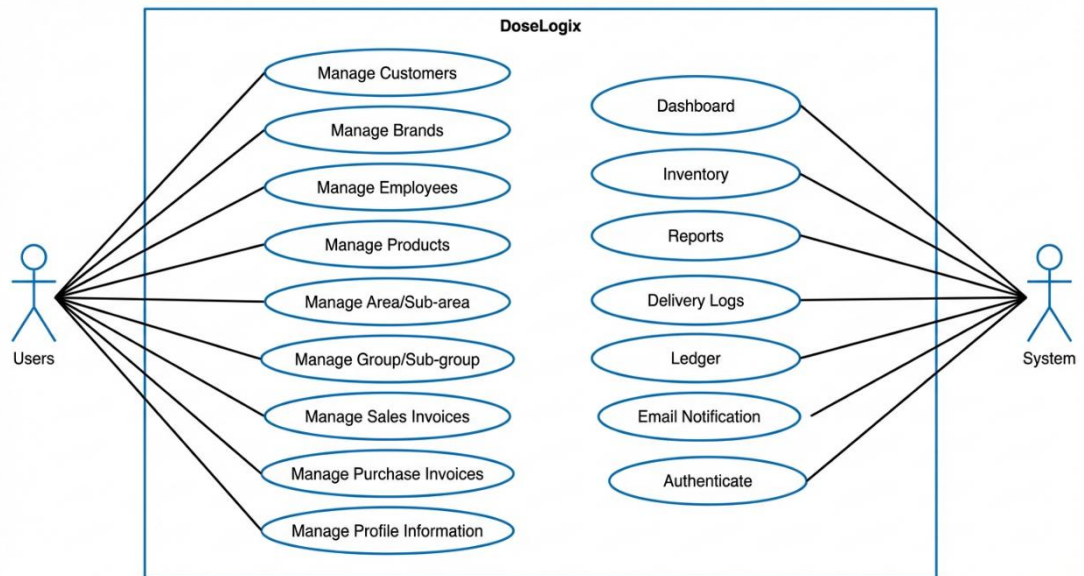 DoseLogix
Manage Customers
Manage Brands
Manage Employees
Manage Products
Manage Area/Sub-area
Manage Group/Sub-group
Manage Sales Invoices
Manage Purchase Invoices
Manage Profile Information
Users
Dashboard
Inventory
Reports
Delivery Logs
Ledger
Email Notification
Authenticate
System